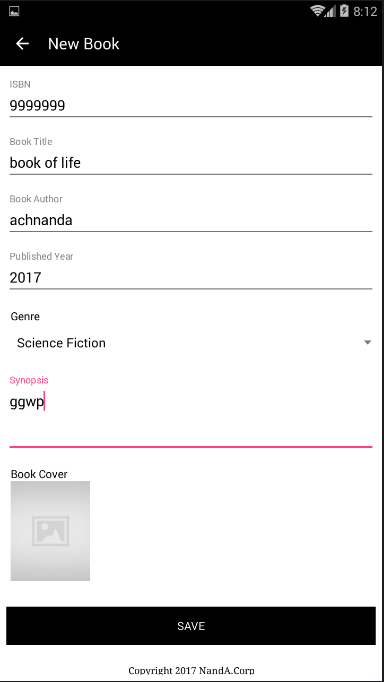 8:12
New Book
ISBN
9999999
Book Title
book of life
Book Author
achnanda
Published Year
2017
Genre
Science Fiction
Synopsis
ggwp
Book Cover
SAVE
Copyright 2017 NandA.Corp